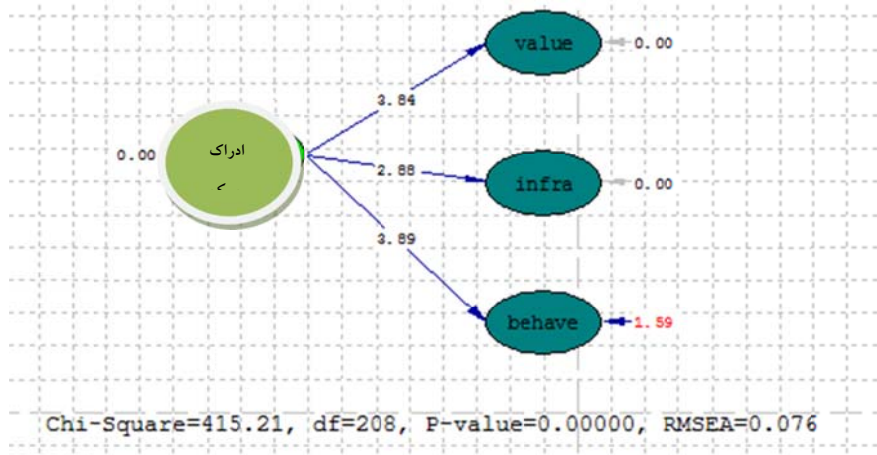 value
0.00
3.84
0.00
ادراک
2.88
infra
0.00
3.89
behave
1.59
Chi-Square=415.21, df=208, P-value=0.00000, RMSEA=0.076